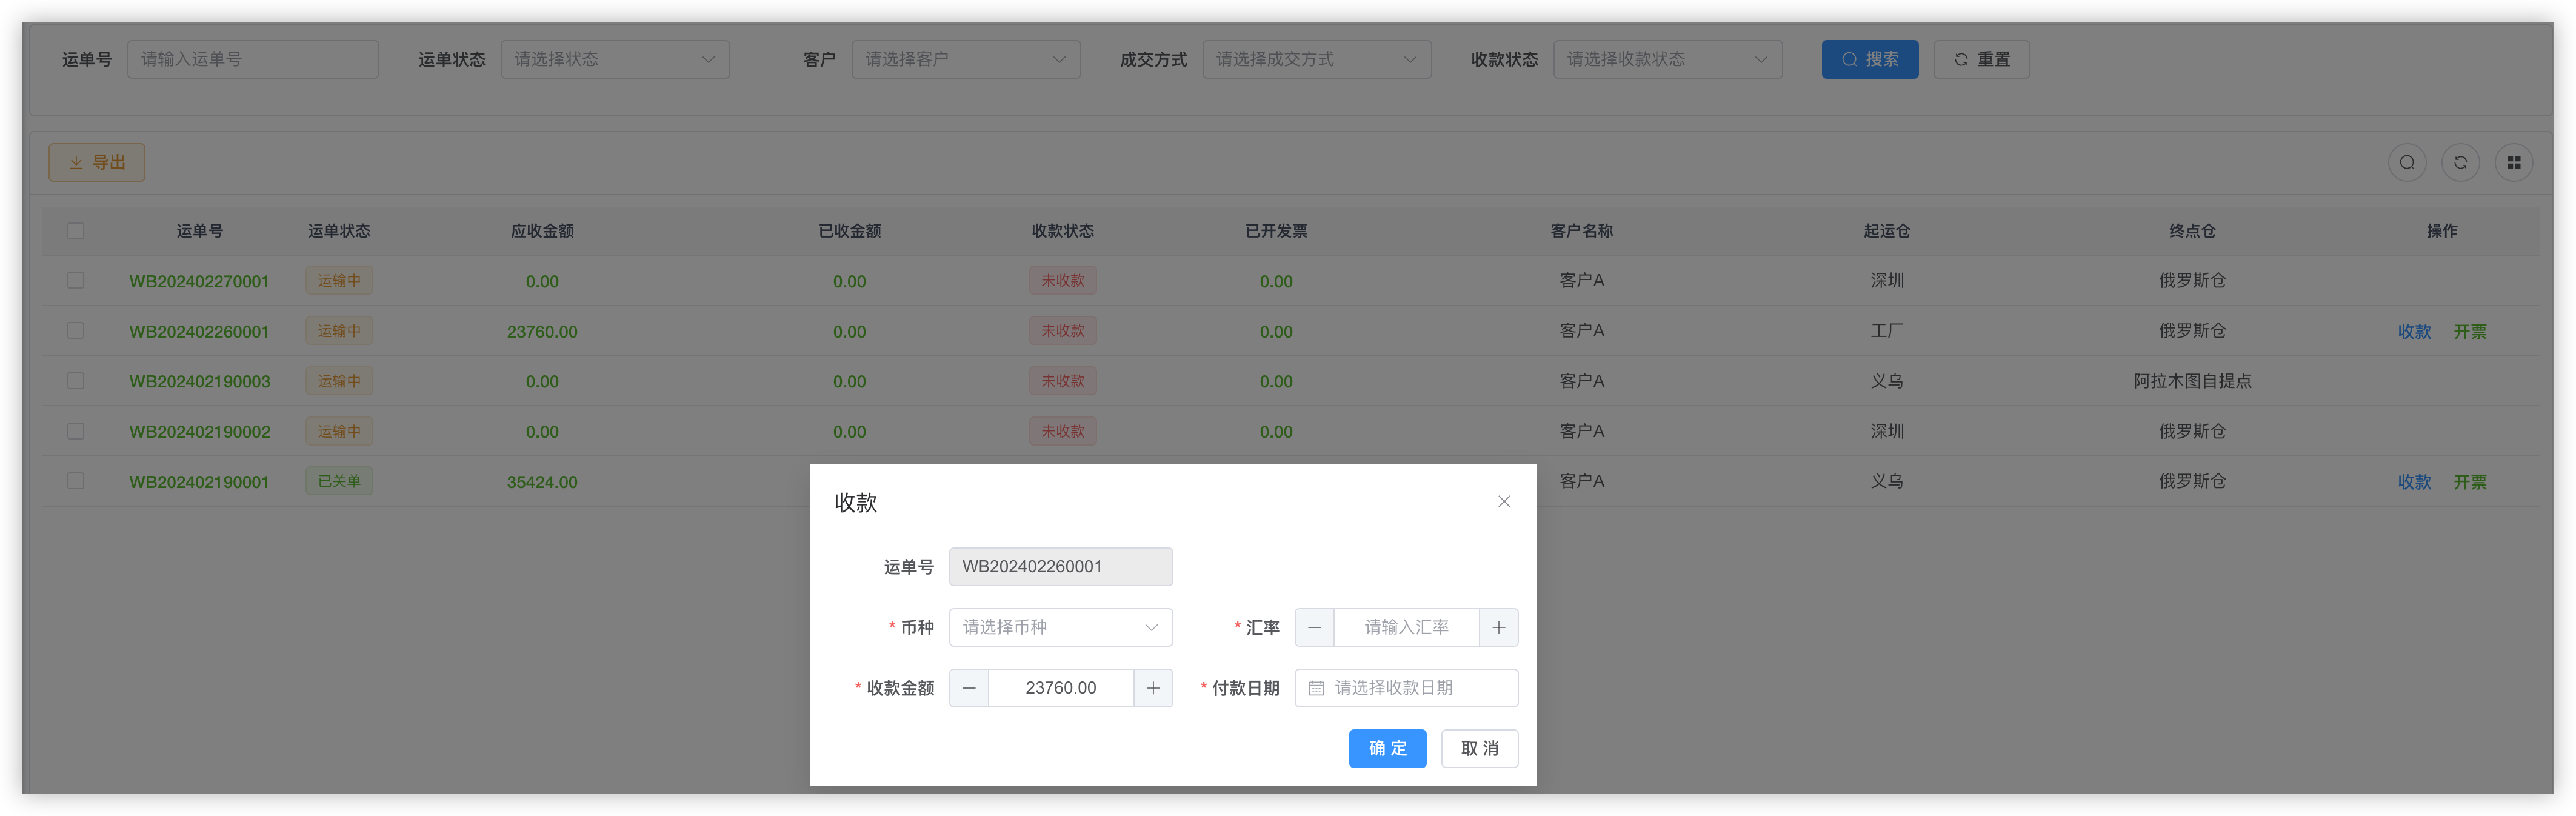 运单号 请输入运单号 运单状态 请选择状态 客户 请选择客户 成交方式 请选择成交方式 收款状态 请选择收款状态 搜索 重置
导出
运单号 运单状态 应收金额 已收金额 收款状态 已开发票 客户名称 起运仓 终点仓 操作
WB202402270001 运输中 0.00 0.00 未收款 0.00 客户A 深圳 俄罗斯仓
WB202402260001 运输中 23760.00 0.00 未收款 0.00 客户A 工厂 俄罗斯仓 收款 开票
WB202402190003 运输中 0.00 0.00 未收款 0.00 客户A 义乌 阿拉木图自提点
WB202402190002 运输中 0.00 0.00 未收款 0.00 客户A 深圳 俄罗斯仓
WB202402190001 已关单 35424.00 客户A 义乌 俄罗斯仓 收款 开票
收款
运单号 WB202402260001
* 币种 请选择币种 * 汇率 请输入汇率
* 收款金额 23760.00 * 付款日期 请选择收款日期
确 定 取 消